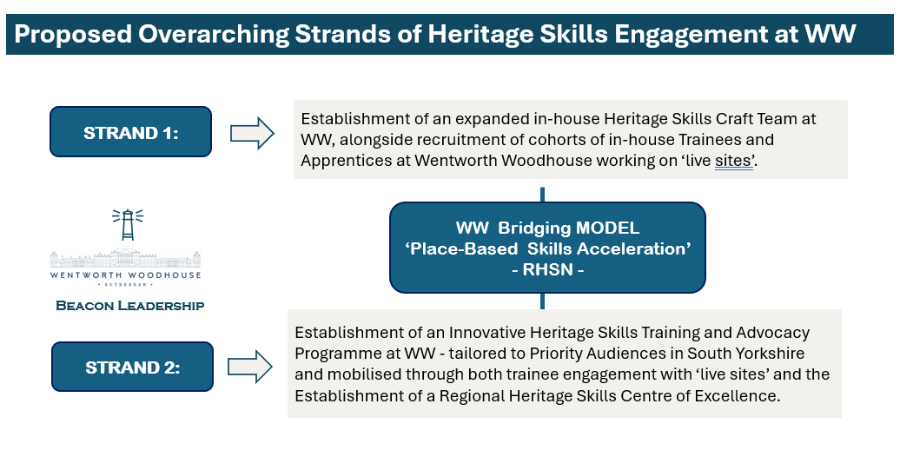 Proposed Overarching Strands of Heritage Skills Engagement at WW
STRAND 1:
Establishment of an expanded in-house Heritage Skills Craft Team at
WW, alongside recruitment of cohorts of in-house Trainees and
Apprentices at Wentworth Woodhouse working on ‘live sites’.
WW Bridging MODEL
‘Place-Based Skills Acceleration’
- RHSN -
WENTWORTH WOODHOUSE
• ROTHERHAM •
BEACON LEADERSHIP
STRAND 2:
Establishment of an Innovative Heritage Skills Training and Advocacy
Programme at WW - tailored to Priority Audiences in South Yorkshire
and mobilised through both trainee engagement with ‘live sites’ and the
Establishment of a Regional Heritage Skills Centre of Excellence.